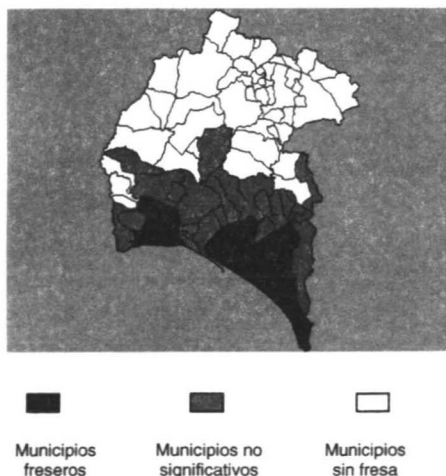 Municipios
freseros
Municipios no
significativos
Municipios
sin fresa